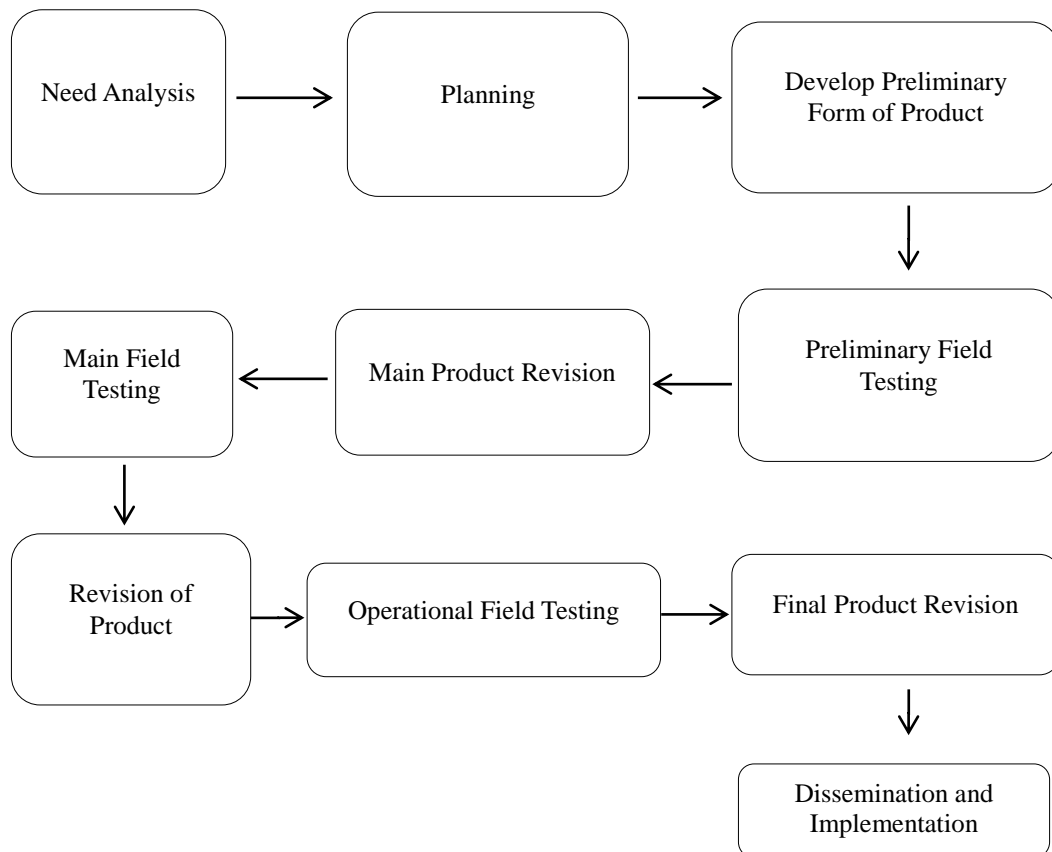 Need Analysis
Planning
Develop Preliminary
Form of Product
Preliminary Field
Testing
Main Product Revision
Main Field
Testing
Revision of
Product
Operational Field Testing
Final Product Revision
Dissemination and
Implementation